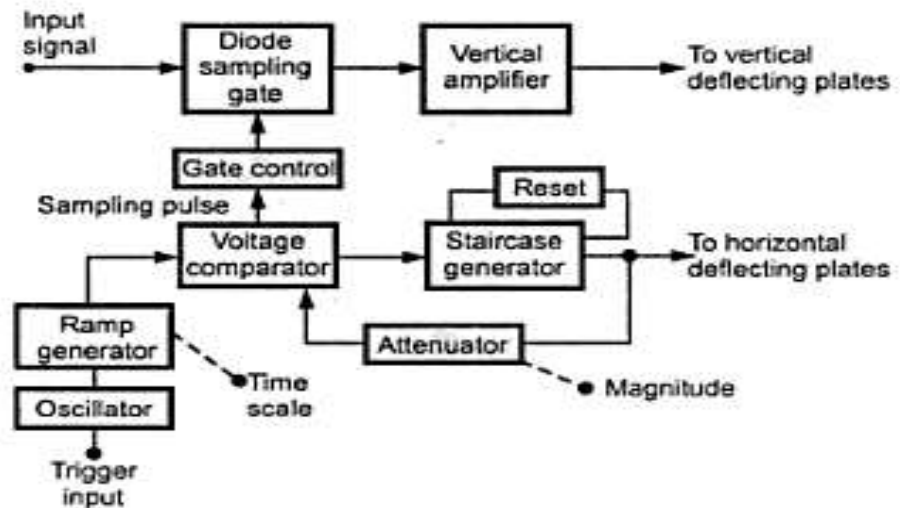 Input
signal
Diode
sampling
gate
Vertical
amplifier
To vertical
deflecting plates
Gate control
Reset
Sampling pulse
Voltage
comparator
Staircase
generator
To horizontal
deflecting plates
Ramp
generator
Attenuator
Time
scale
Magnitude
Oscillator
Trigger
input